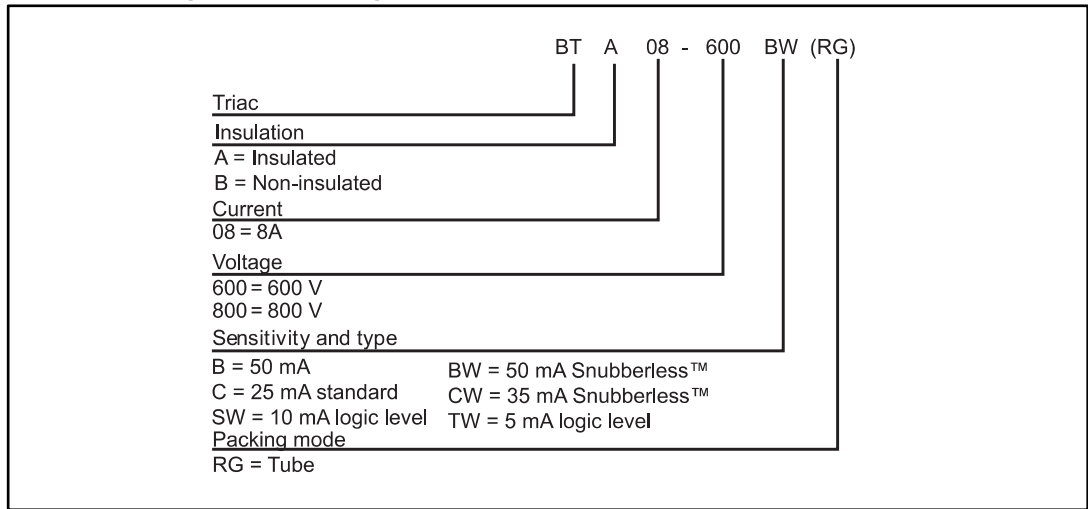 BT A 08 - 600 BW (RG)
Triac
Insulation
A = Insulated
B = Non-insulated
Current
08 = 8A
Voltage
600 = 600 V
800 = 800 V
Sensitivity and type
B = 50 mA BW = 50 mA Snubberless™
C = 25 mA standard CW = 35 mA Snubberless™
SW = 10 mA logic level TW = 5 mA logic level
Packing mode
RG = Tube